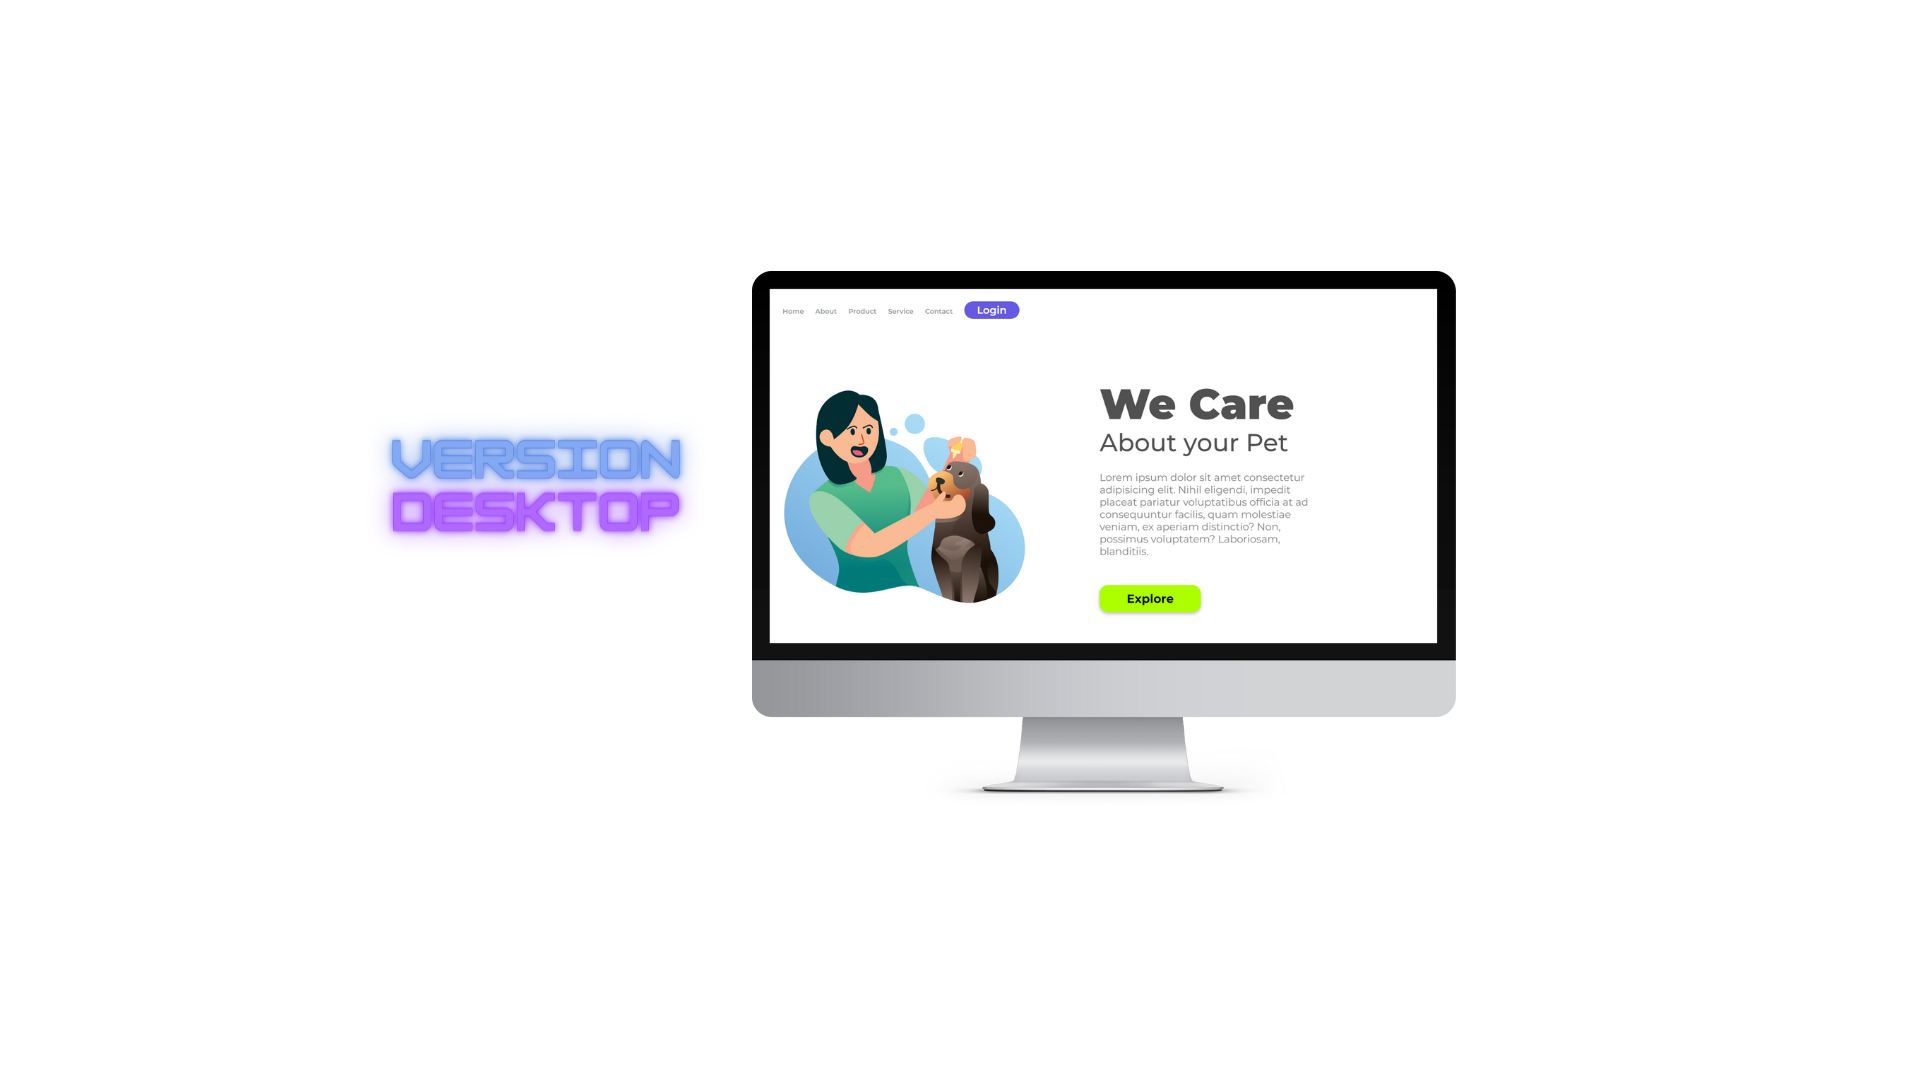 VERSION
DESKTOP
Home About Product Service Contact Login
We Care
About your Pet
Lorem ipsum dolor sit amet consectetur
adipisicing elit. Nihil eligendi, impedit
placeat pariatur voluptatibus officia at ad
consequuntur facilis, quam molestiae
veniam, ex aperiam distinctio? Non,
possimus voluptatem? Laboriosam,
blanditiis.
Explore